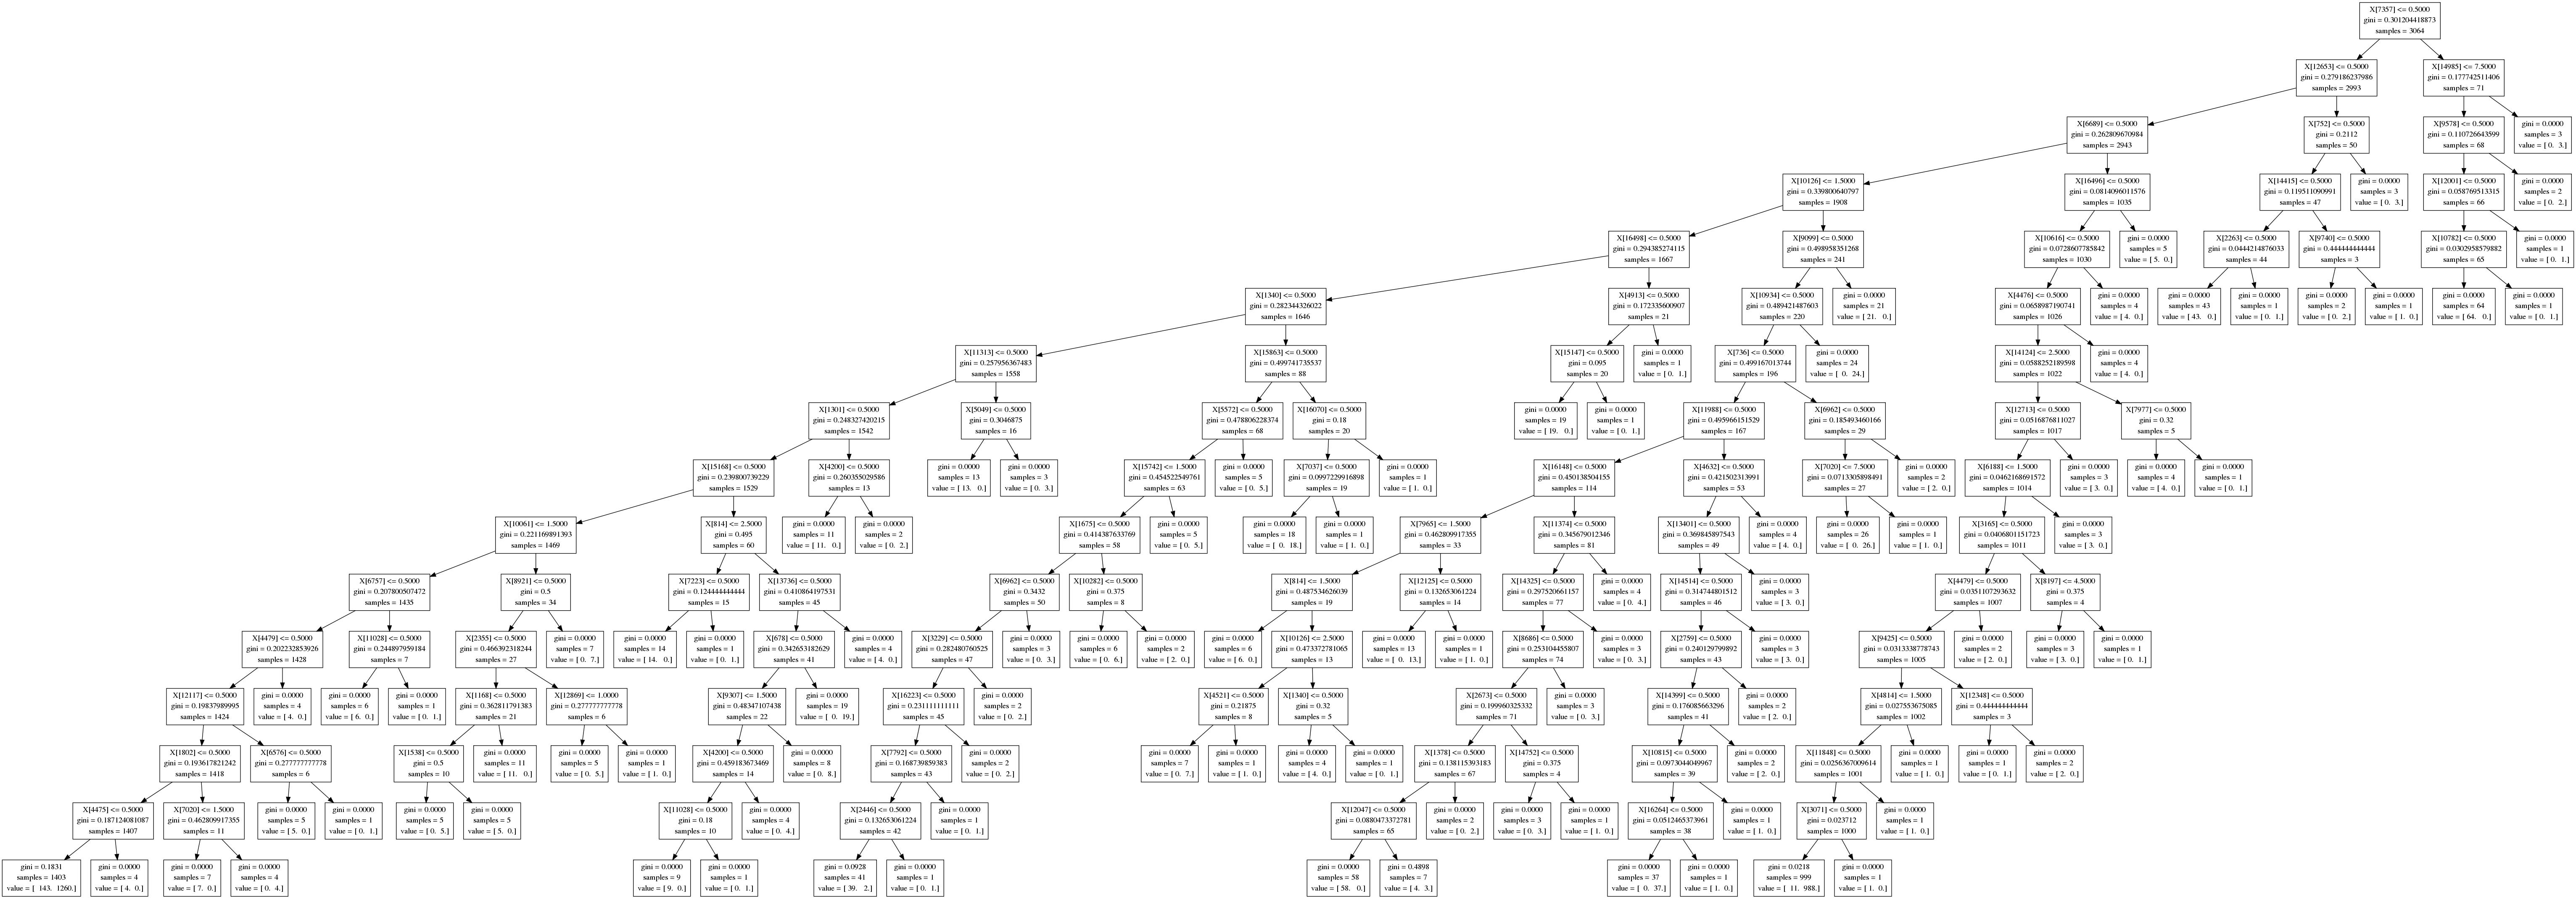 X[7357] <= 0.5000
gini = 0.301204418873
samples = 3064
X[12653] <= 0.5000
gini = 0.279186237986
samples = 2993
X[14985] <= 7.5000
gini = 0.177742511406
samples = 71
X[6689] <= 0.5000
gini = 0.262809670984
samples = 2943
X[752] <= 0.5000
gini = 0.2112
samples = 50
X[9578] <= 0.5000
gini = 0.110726643599
samples = 68
gini = 0.0000
samples = 3
value = [ 0. 3.]
X[10126] <= 1.5000
gini = 0.339800640797
samples = 1908
X[16496] <= 0.5000
gini = 0.0814096011576
samples = 1035
X[14415] <= 0.5000
gini = 0.119511090991
samples = 47
gini = 0.0000
samples = 3
value = [ 0. 3.]
X[12001] <= 0.5000
gini = 0.058769513315
samples = 66
gini = 0.0000
samples = 2
value = [ 0. 2.]
X[16498] <= 0.5000
gini = 0.294385274115
samples = 1667
X[9099] <= 0.5000
gini = 0.498958351268
samples = 241
X[10616] <= 0.5000
gini = 0.0728607785842
samples = 1030
gini = 0.0000
samples = 5
value = [ 5. 0.]
X[2263] <= 0.5000
gini = 0.0444214876033
samples = 44
X[9740] <= 0.5000
gini = 0.444444444444
samples = 3
X[10782] <= 0.5000
gini = 0.0302958579882
samples = 65
gini = 0.0000
samples = 1
value = [ 0. 1.]
X[1340] <= 0.5000
gini = 0.282344326022
samples = 1646
X[4913] <= 0.5000
gini = 0.172335600907
samples = 21
X[10934] <= 0.5000
gini = 0.489421487603
samples = 220
gini = 0.0000
samples = 21
value = [ 21. 0.]
X[4476] <= 0.5000
gini = 0.0658987190741
samples = 1026
gini = 0.0000
samples = 4
value = [ 4. 0.]
gini = 0.0000
samples = 43
value = [ 43. 0.]
gini = 0.0000
samples = 1
value = [ 0. 1.]
gini = 0.0000
samples = 2
value = [ 0. 2.]
gini = 0.0000
samples = 1
value = [ 1. 0.]
gini = 0.0000
samples = 64
value = [ 64. 0.]
gini = 0.0000
samples = 1
value = [ 0. 1.]
X[11313] <= 0.5000
gini = 0.257956367483
samples = 1558
X[15863] <= 0.5000
gini = 0.499741735537
samples = 88
X[15147] <= 0.5000
gini = 0.095
samples = 20
gini = 0.0000
samples = 1
value = [ 0. 1.]
X[736] <= 0.5000
gini = 0.499167013744
samples = 196
gini = 0.0000
samples = 24
value = [ 0. 24.]
X[14124] <= 2.5000
gini = 0.0588252189598
samples = 1022
gini = 0.0000
samples = 4
value = [ 4. 0.]
X[1301] <= 0.5000
gini = 0.248327420215
samples = 1542
X[5049] <= 0.5000
gini = 0.3046875
samples = 16
X[5572] <= 0.5000
gini = 0.478806228374
samples = 68
X[16070] <= 0.5000
gini = 0.18
samples = 20
gini = 0.0000
samples = 19
value = [ 19. 0.]
gini = 0.0000
samples = 1
value = [ 0. 1.]
X[11988] <= 0.5000
gini = 0.495966151529
samples = 167
X[6962] <= 0.5000
gini = 0.185493460166
samples = 29
X[12713] <= 0.5000
gini = 0.0516876811027
samples = 1017
X[7977] <= 0.5000
gini = 0.32
samples = 5
X[15168] <= 0.5000
gini = 0.239800739229
samples = 1529
X[4200] <= 0.5000
gini = 0.260355029586
samples = 13
gini = 0.0000
samples = 13
value = [ 13. 0.]
gini = 0.0000
samples = 3
value = [ 0. 3.]
X[15742] <= 1.5000
gini = 0.454522549761
samples = 63
gini = 0.0000
samples = 5
value = [ 0. 5.]
X[7037] <= 0.5000
gini = 0.0997229916898
samples = 19
gini = 0.0000
samples = 1
value = [ 1. 0.]
X[16148] <= 0.5000
gini = 0.450138504155
samples = 114
X[4632] <= 0.5000
gini = 0.421502313991
samples = 53
X[7020] <= 7.5000
gini = 0.0713305898491
samples = 27
gini = 0.0000
samples = 2
value = [ 2. 0.]
X[6188] <= 1.5000
gini = 0.0462168691572
samples = 1014
gini = 0.0000
samples = 3
value = [ 3. 0.]
gini = 0.0000
samples = 4
value = [ 4. 0.]
gini = 0.0000
samples = 1
value = [ 0. 1.]
X[10061] <= 1.5000
gini = 0.221169891393
samples = 1469
X[814] <= 2.5000
gini = 0.495
samples = 60
gini = 0.0000
samples = 11
value = [ 11. 0.]
gini = 0.0000
samples = 2
value = [ 0. 2.]
X[1675] <= 0.5000
gini = 0.414387633769
samples = 58
gini = 0.0000
samples = 5
value = [ 0. 5.]
gini = 0.0000
samples = 18
value = [ 0. 18.]
gini = 0.0000
samples = 1
value = [ 1. 0.]
X[7965] <= 1.5000
gini = 0.462809917355
samples = 33
X[11374] <= 0.5000
gini = 0.345679012346
samples = 81
X[13401] <= 0.5000
gini = 0.369845897543
samples = 49
gini = 0.0000
samples = 4
value = [ 4. 0.]
gini = 0.0000
samples = 26
value = [ 0. 26.]
gini = 0.0000
samples = 1
value = [ 1. 0.]
X[3165] <= 0.5000
gini = 0.0406801151723
samples = 1011
gini = 0.0000
samples = 3
value = [ 3. 0.]
X[6757] <= 0.5000
gini = 0.207800507472
samples = 1435
X[8921] <= 0.5000
gini = 0.5
samples = 34
X[7223] <= 0.5000
gini = 0.124444444444
samples = 15
X[13736] <= 0.5000
gini = 0.410864197531
samples = 45
X[6962] <= 0.5000
gini = 0.3432
samples = 50
X[10282] <= 0.5000
gini = 0.375
samples = 8
X[814] <= 1.5000
gini = 0.487534626039
samples = 19
X[12125] <= 0.5000
gini = 0.132653061224
samples = 14
X[14325] <= 0.5000
gini = 0.297520661157
samples = 77
gini = 0.0000
samples = 4
value = [ 0. 4.]
X[14514] <= 0.5000
gini = 0.314744801512
samples = 46
gini = 0.0000
samples = 3
value = [ 3. 0.]
X[4479] <= 0.5000
gini = 0.0351107293632
samples = 1007
X[8197] <= 4.5000
gini = 0.375
samples = 4
X[4479] <= 0.5000
gini = 0.202232853926
samples = 1428
X[11028] <= 0.5000
gini = 0.244897959184
samples = 7
X[2355] <= 0.5000
gini = 0.466392318244
samples = 27
gini = 0.0000
samples = 7
value = [ 0. 7.]
gini = 0.0000
samples = 14
value = [ 14. 0.]
gini = 0.0000
samples = 1
value = [ 0. 1.]
X[678] <= 0.5000
gini = 0.342653182629
samples = 41
gini = 0.0000
samples = 4
value = [ 4. 0.]
X[3229] <= 0.5000
gini = 0.282480760525
samples = 47
gini = 0.0000
samples = 3
value = [ 0. 3.]
gini = 0.0000
samples = 6
value = [ 0. 6.]
gini = 0.0000
samples = 2
value = [ 2. 0.]
gini = 0.0000
samples = 6
value = [ 6. 0.]
X[10126] <= 2.5000
gini = 0.473372781065
samples = 13
gini = 0.0000
samples = 13
value = [ 0. 13.]
gini = 0.0000
samples = 1
value = [ 1. 0.]
X[8686] <= 0.5000
gini = 0.253104455807
samples = 74
gini = 0.0000
samples = 3
value = [ 0. 3.]
X[2759] <= 0.5000
gini = 0.240129799892
samples = 43
gini = 0.0000
samples = 3
value = [ 3. 0.]
X[9425] <= 0.5000
gini = 0.0313338778743
samples = 1005
gini = 0.0000
samples = 2
value = [ 2. 0.]
gini = 0.0000
samples = 3
value = [ 3. 0.]
gini = 0.0000
samples = 1
value = [ 0. 1.]
X[12117] <= 0.5000
gini = 0.19837989995
samples = 1424
gini = 0.0000
samples = 4
value = [ 4. 0.]
gini = 0.0000
samples = 6
value = [ 6. 0.]
gini = 0.0000
samples = 1
value = [ 0. 1.]
X[1168] <= 0.5000
gini = 0.362811791383
samples = 21
X[12869] <= 1.0000
gini = 0.277777777778
samples = 6
X[9307] <= 1.5000
gini = 0.48347107438
samples = 22
gini = 0.0000
samples = 19
value = [ 0. 19.]
X[16223] <= 0.5000
gini = 0.231111111111
samples = 45
gini = 0.0000
samples = 2
value = [ 0. 2.]
X[4521] <= 0.5000
gini = 0.21875
samples = 8
X[1340] <= 0.5000
gini = 0.32
samples = 5
X[2673] <= 0.5000
gini = 0.199960325332
samples = 71
gini = 0.0000
samples = 3
value = [ 0. 3.]
X[14399] <= 0.5000
gini = 0.176085663296
samples = 41
gini = 0.0000
samples = 2
value = [ 2. 0.]
X[4814] <= 1.5000
gini = 0.027553675085
samples = 1002
X[12348] <= 0.5000
gini = 0.444444444444
samples = 3
X[1802] <= 0.5000
gini = 0.193617821242
samples = 1418
X[6576] <= 0.5000
gini = 0.277777777778
samples = 6
X[1538] <= 0.5000
gini = 0.5
samples = 10
gini = 0.0000
samples = 11
value = [ 11. 0.]
gini = 0.0000
samples = 5
value = [ 0. 5.]
gini = 0.0000
samples = 1
value = [ 1. 0.]
X[4200] <= 0.5000
gini = 0.459183673469
samples = 14
gini = 0.0000
samples = 8
value = [ 0. 8.]
X[7792] <= 0.5000
gini = 0.168739859383
samples = 43
gini = 0.0000
samples = 2
value = [ 0. 2.]
gini = 0.0000
samples = 7
value = [ 0. 7.]
gini = 0.0000
samples = 1
value = [ 1. 0.]
gini = 0.0000
samples = 4
value = [ 4. 0.]
gini = 0.0000
samples = 1
value = [ 0. 1.]
X[1378] <= 0.5000
gini = 0.138115393183
samples = 67
X[14752] <= 0.5000
gini = 0.375
samples = 4
X[10815] <= 0.5000
gini = 0.0973044049967
samples = 39
gini = 0.0000
samples = 2
value = [ 2. 0.]
X[11848] <= 0.5000
gini = 0.0256367009614
samples = 1001
gini = 0.0000
samples = 1
value = [ 1. 0.]
gini = 0.0000
samples = 1
value = [ 0. 1.]
gini = 0.0000
samples = 2
value = [ 2. 0.]
X[4475] <= 0.5000
gini = 0.187124081087
samples = 1407
X[7020] <= 1.5000
gini = 0.462809917355
samples = 11
gini = 0.0000
samples = 5
value = [ 5. 0.]
gini = 0.0000
samples = 1
value = [ 0. 1.]
gini = 0.0000
samples = 5
value = [ 0. 5.]
gini = 0.0000
samples = 5
value = [ 5. 0.]
X[11028] <= 0.5000
gini = 0.18
samples = 10
gini = 0.0000
samples = 4
value = [ 0. 4.]
X[2446] <= 0.5000
gini = 0.132653061224
samples = 42
gini = 0.0000
samples = 1
value = [ 0. 1.]
X[12047] <= 0.5000
gini = 0.0880473372781
samples = 65
gini = 0.0000
samples = 2
value = [ 0. 2.]
gini = 0.0000
samples = 3
value = [ 0. 3.]
gini = 0.0000
samples = 1
value = [ 1. 0.]
X[16264] <= 0.5000
gini = 0.0512465373961
samples = 38
gini = 0.0000
samples = 1
value = [ 1. 0.]
X[3071] <= 0.5000
gini = 0.023712
samples = 1000
gini = 0.0000
samples = 1
value = [ 1. 0.]
gini = 0.1831
samples = 1403
value = [ 143. 1260.]
gini = 0.0000
samples = 4
value = [ 4. 0.]
gini = 0.0000
samples = 7
value = [ 7. 0.]
gini = 0.0000
samples = 4
value = [ 0. 4.]
gini = 0.0000
samples = 9
value = [ 9. 0.]
gini = 0.0000
samples = 1
value = [ 0. 1.]
gini = 0.0928
samples = 41
value = [ 39. 2.]
gini = 0.0000
samples = 1
value = [ 0. 1.]
gini = 0.0000
samples = 58
value = [ 58. 0.]
gini = 0.4898
samples = 7
value = [ 4. 3.]
gini = 0.0000
samples = 37
value = [ 0. 37.]
gini = 0.0000
samples = 1
value = [ 1. 0.]
gini = 0.0218
samples = 999
value = [ 11. 988.]
gini = 0.0000
samples = 1
value = [ 1. 0.]